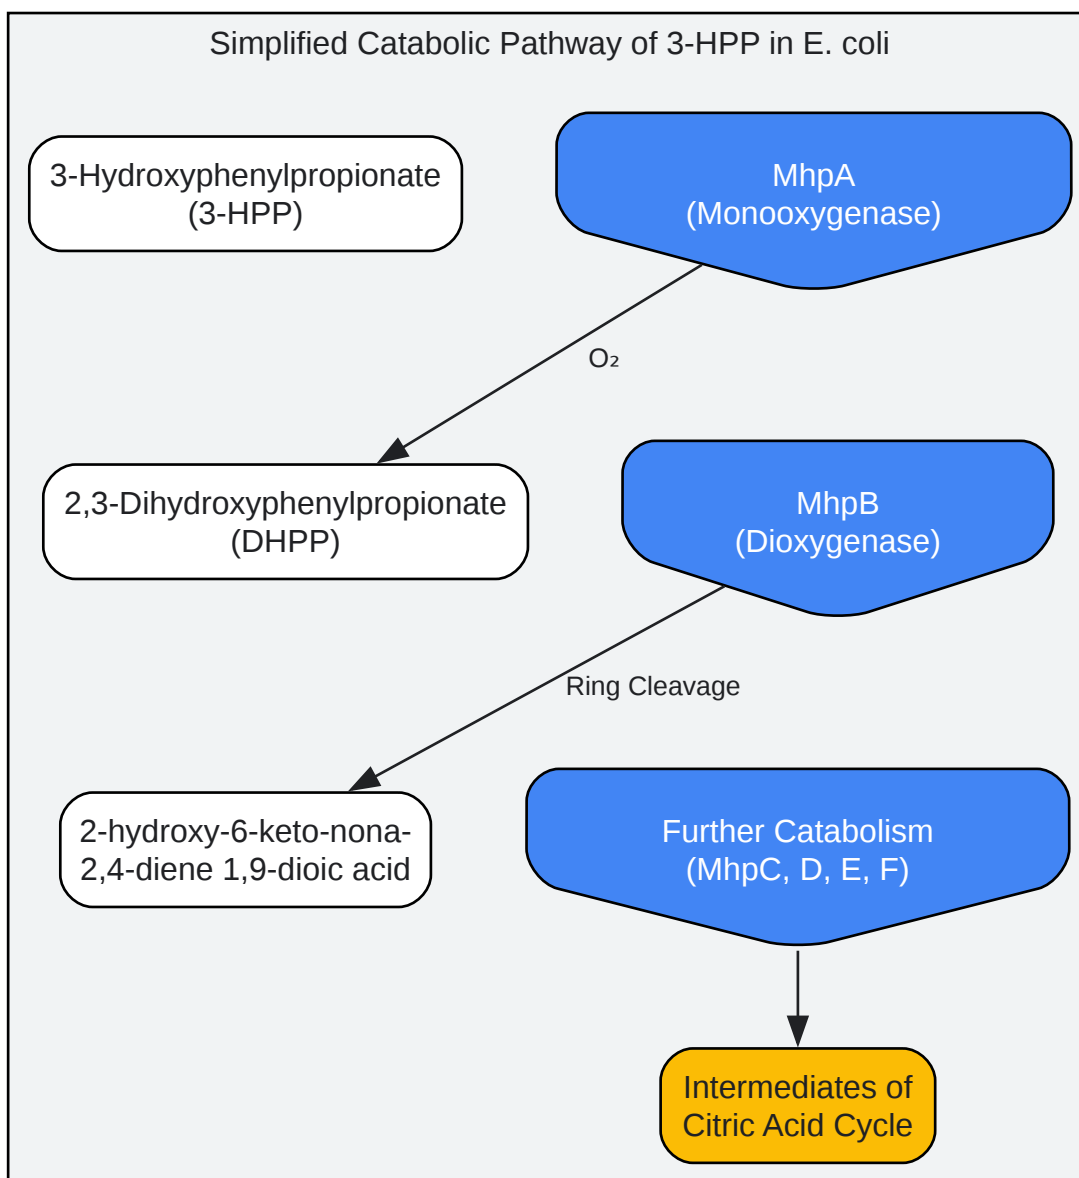 Simplified Catabolic Pathway of 3-HPP in E. coli
3-Hydroxyphenylpropionate
(3-HPP)
MhpA
(Monooxygenase)
O₂
2,3-Dihydroxyphenylpropionate
(DHPP)
MhpB
(Dioxygenase)
Ring Cleavage
2-hydroxy-6-keto-nona-
2,4-diene 1,9-dioic acid
Further Catabolism
(MhpC, D, E, F)
Intermediates of
Citric Acid Cycle